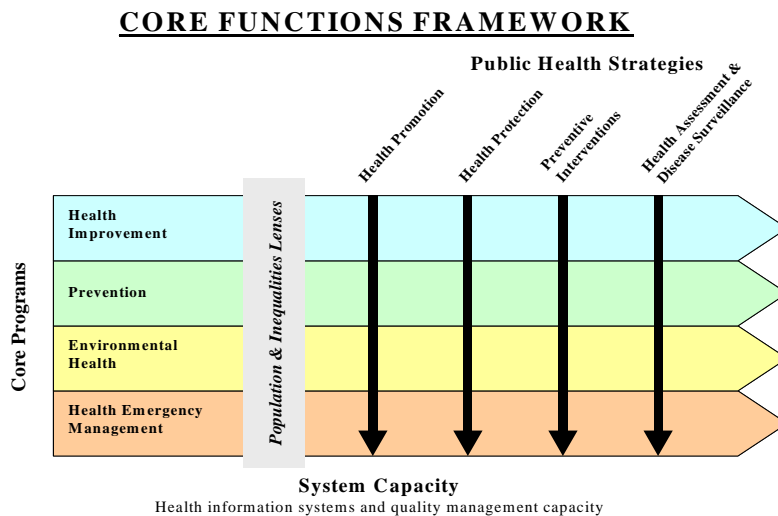 CORE FUNCTIONS FRAMEWORK
Public Health Strategies
Health Promotion
Health Protection
Preventive
Interventions
Health Assessment &
Disease Surveillance
Core Programs
Health
Improvement
Prevention
Environmental
Health
Health Emergency
Management
Population & Inequalities Lenses
System Capacity
Health information systems and quality management capacity